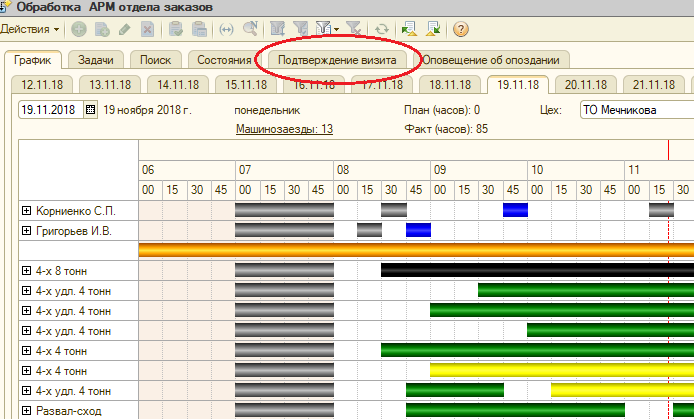 Обработка АРМ отдела заказов
Действия
График Задачи Поиск Состояния Подтверждение визита Оповещение об опоздании
12.11.18 13.11.18 14.11.18 15.11.18 16.11.18 17.11.18 18.11.18 19.11.18 20.11.18 21.11.18
19.11.2018 19 ноября 2018 г. понедельник План (часов): 0 Цех: ТО Мечникова
Машинозаезды: 13 Факт (часов): 85
06 07 08 09 10 11
00 15 30 45 00 15 30 45 00 15 30 45 00 15 30 45 00 15 30 45 00 15 30
Корниенко С.П.
Григорьев И.В.
4-х 8 тонн
4-х удл. 4 тонн
4-х удл. 4 тонн
4-х удл. 4 тонн
4-х 4 тонн
4-х 4 тонн
4-х удл. 4 тонн
Развал-сход